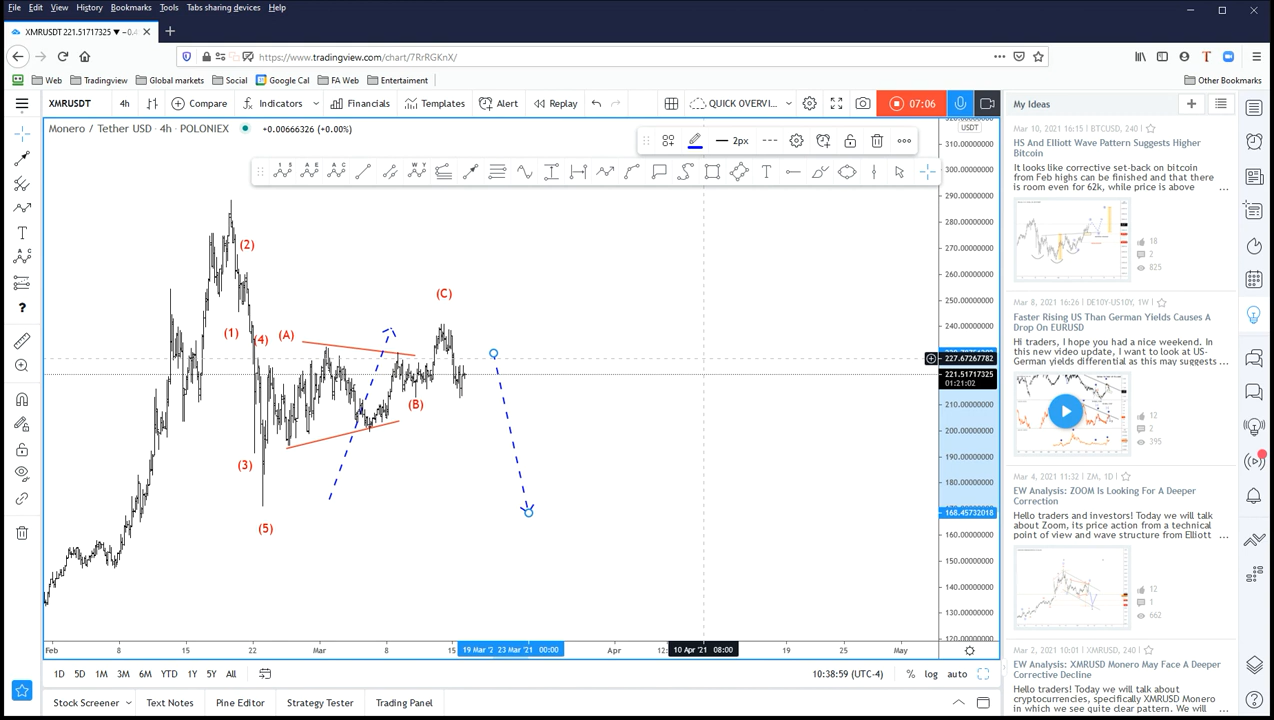 File Edit View History Bookmarks Tools Tabs sharing devices Help
XMRUSDT 221.51717325 ▼ −0.4
https://www.tradingview.com/chart/7RrRGKnX/
Web Tradingview Global markets Social Google Cal FA Web Entertaiment
Other Bookmarks
XMRUSDT 4h Compare Indicators Financials Templates Alert Replay QUICK OVERVI... 07:06
Monero / Tether USD · 4h · POLONIEX +0.00666326 (+0.00%)
USDT
2px
310.00000000
300.00000000
290.00000000
280.00000000
270.00000000
260.00000000
250.00000000
240.00000000
227.67267782
221.51717325
01:21:02
210.00000000
200.00000000
190.00000000
180.00000000
168.45732018
160.00000000
150.00000000
140.00000000
130.00000000
120.00000000
(2)
(C)
(1)
(4)
(A)
(B)
(3)
(5)
Feb 8 15 22 Mar 8 15 19 Mar '2 23 Mar '21 00:00 Apr 12: 10 Apr '21 08:00 19 25 May
1D 5D 1M 3M 6M YTD 1Y 5Y All
10:38:59 (UTC-4) % log auto
Stock Screener Text Notes Pine Editor Strategy Tester Trading Panel
My Ideas
Mar 10, 2021 16:15 | BTCUSD, 240 |
HS And Elliott Wave Pattern Suggests Higher
Bitcoin
It looks like corrective set-back on bitcoin
from Feb highs can be finished and that there
is room even for 62k, while price is above ...
18
2
825
Mar 8, 2021 16:26 | DE10Y-US10Y, 1W |
Faster Rising US Than German Yields Causes A
Drop On EURUSD
Hi traders, I hope you had a nice weekend. In
this new video update, I want to look at US-
German yields differential as this may suggest...
12
2
395
Mar 4, 2021 11:32 | ZM, 1D |
EW Analysis: ZOOM Is Looking For A Deeper
Correction
Hello traders and investors! Today we will talk
about Zoom, its price action from a technical
point of view and wave structure from Elliott ...
12
1
662
Mar 2, 2021 10:01 | XMRUSD, 240 |
EW Analysis: XMRUSD Monero May Face A Deeper
Corrective Decline
Hello traders! Today we will talk about
cryptocurrencies, specifically XMRUSD Monero
in which we see quite clear pattern. We will ...